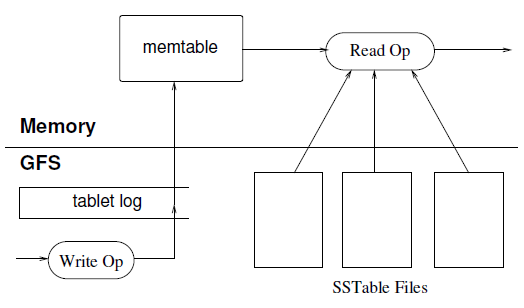 memtable
Read Op
Memory
GFS
tablet log
Write Op
SSTable Files